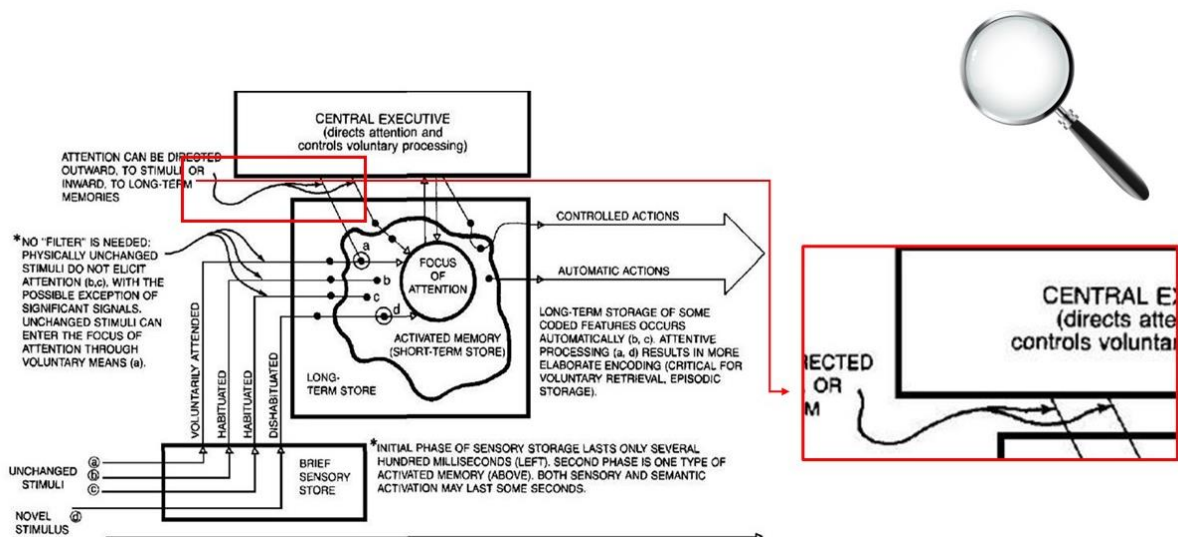 CENTRAL EXECUTIVE
(directs attention and
controls voluntary processing)
ATTENTION CAN BE DIRECTED
OUTWARD, TO STIMULI OR
INWARD, TO LONG-TERM
MEMORIES
*NO "FILTER" IS NEEDED:
PHYSICALLY UNCHANGED
STIMULI DO NOT ELICIT
ATTENTION (b,c), WITH THE
POSSIBLE EXCEPTION OF
SIGNIFICANT SIGNALS.
UNCHANGED STIMULI CAN
ENTER THE FOCUS OF
ATTENTION THROUGH
VOLUNTARY MEANS (a).
a
b
c
d
FOCUS
OF
ATTENTION
ACTIVATED MEMORY
(SHORT-TERM STORE)
LONG-
TERM STORE
CONTROLLED ACTIONS
AUTOMATIC ACTIONS
LONG-TERM STORAGE OF SOME
CODED FEATURES OCCURS
AUTOMATICALLY (b, c). ATTENTIVE
PROCESSING (a, d) RESULTS IN MORE
ELABORATE ENCODING (CRITICAL FOR
VOLUNTARY RETRIEVAL, EPISODIC
STORAGE).
VOLUNTARILY ATTENDED
HABITUATED
HABITUATED
DISHABITUATED
UNCHANGED
STIMULI
a
b
c
NOVEL
STIMULUS
d
BRIEF
SENSORY
STORE
*INITIAL PHASE OF SENSORY STORAGE LASTS ONLY SEVERAL
HUNDRED MILLISECONDS (LEFT). SECOND PHASE IS ONE TYPE OF
ACTIVATED MEMORY (ABOVE). BOTH SENSORY AND SEMANTIC
ACTIVATION MAY LAST SOME SECONDS.
CENTRAL EX
(directs atte
controls voluntar
RECTED
OR
M